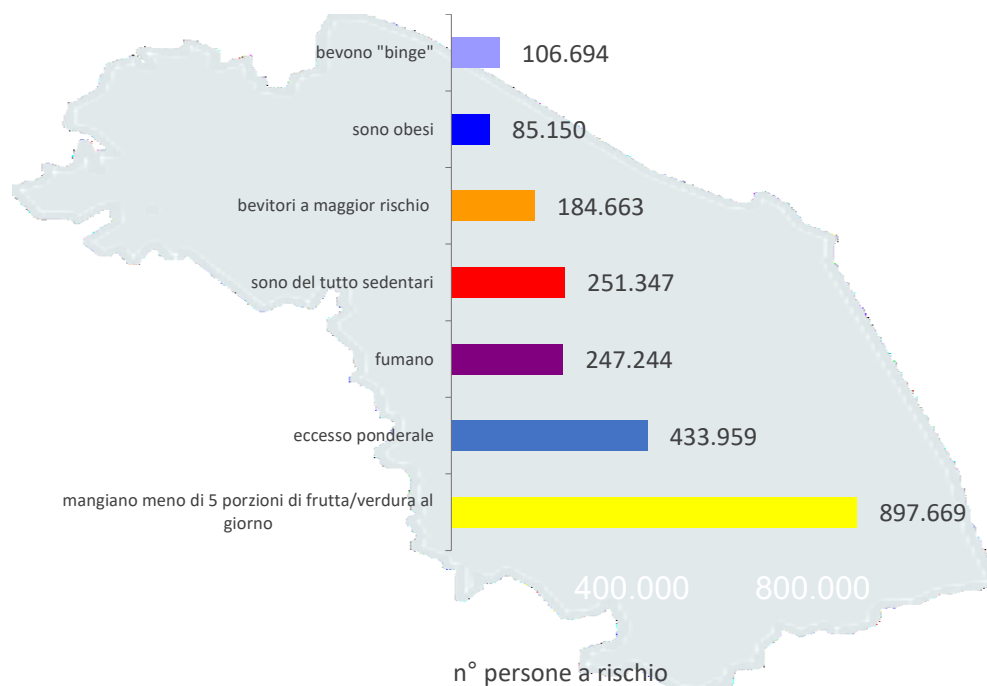 bevono "binge" 106.694
sono obesi 85.150
bevitori a maggior rischio 184.663
sono del tutto sedentari 251.347
fumano 247.244
eccesso ponderale 433.959
mangiano meno di 5 porzioni di frutta/verdura al
giorno 897.669
400.000 800.000
n° persone a rischio